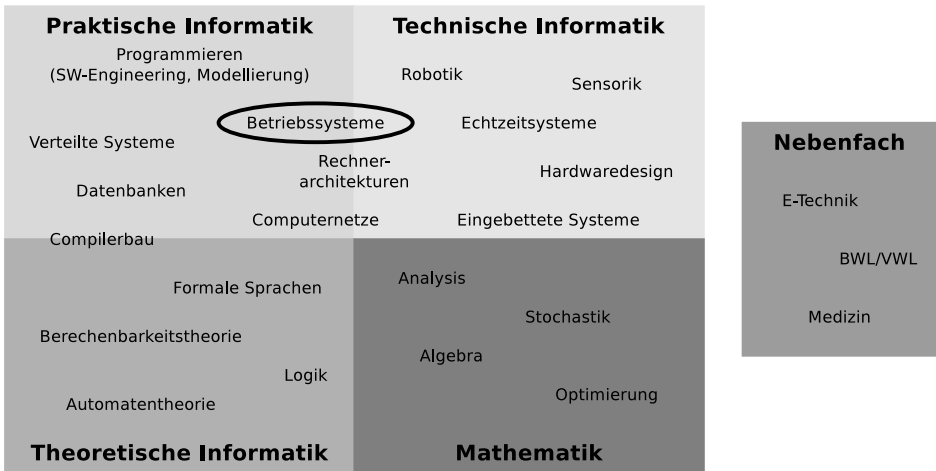 Praktische Informatik
Technische Informatik
Programmieren
(SW-Engineering, Modellierung)
Robotik
Sensorik
Betriebssysteme
Echtzeitsysteme
Verteilte Systeme
Rechner-
architekturen
Hardwaredesign
Datenbanken
Computernetze
Eingebettete Systeme
Compilerbau
Formale Sprachen
Berechenbarkeitstheorie
Logik
Automatentheorie
Theoretische Informatik
Analysis
Stochastik
Algebra
Optimierung
Mathematik
Nebenfach
E-Technik
BWL/VWL
Medizin